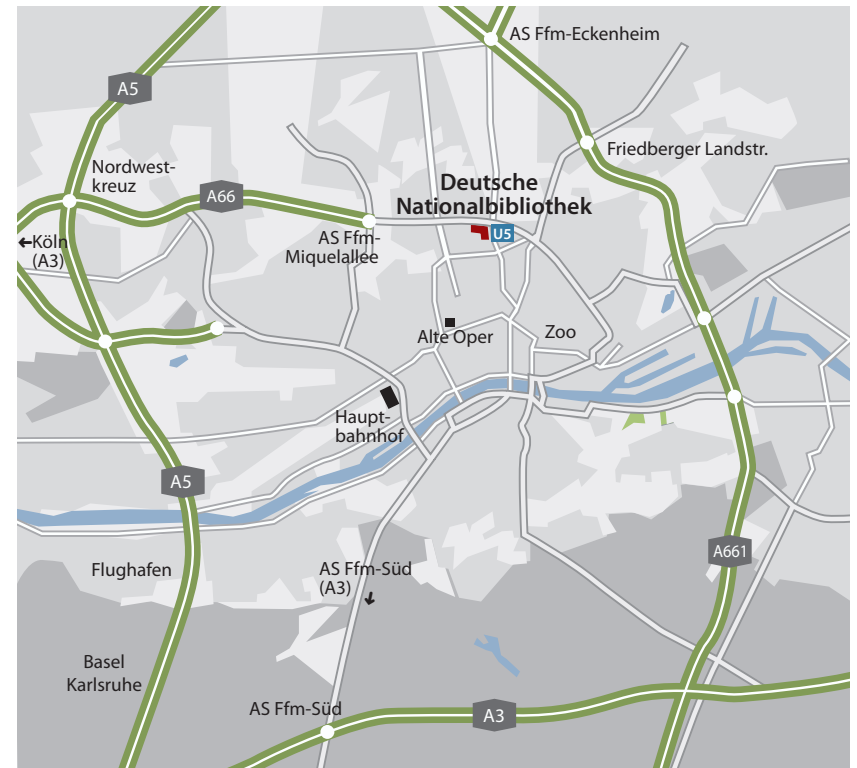 AS Ffm-Eckenheim
A5
Friedberger Landstr.
Nordwest-
kreuz
Deutsche
Nationalbibliothek
A66
U5
AS Ffm-
Miquelallee
←Köln
(A3)
Alte Oper
Zoo
Haupt-
bahnhof
A5
A661
Flughafen
AS Ffm-Süd
(A3)
Basel
Karlsruhe
AS Ffm-Süd
A3